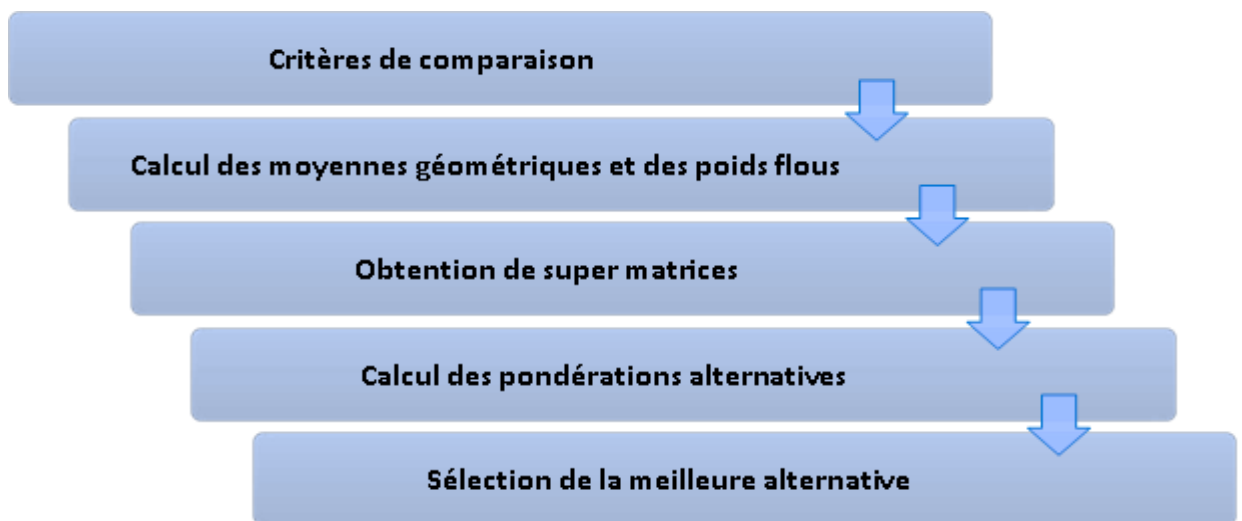 Critères de comparaison
Calcul des moyennes géométriques et des poids flous
Obtention de super matrices
Calcul des pondérations alternatives
Sélection de la meilleure alternative